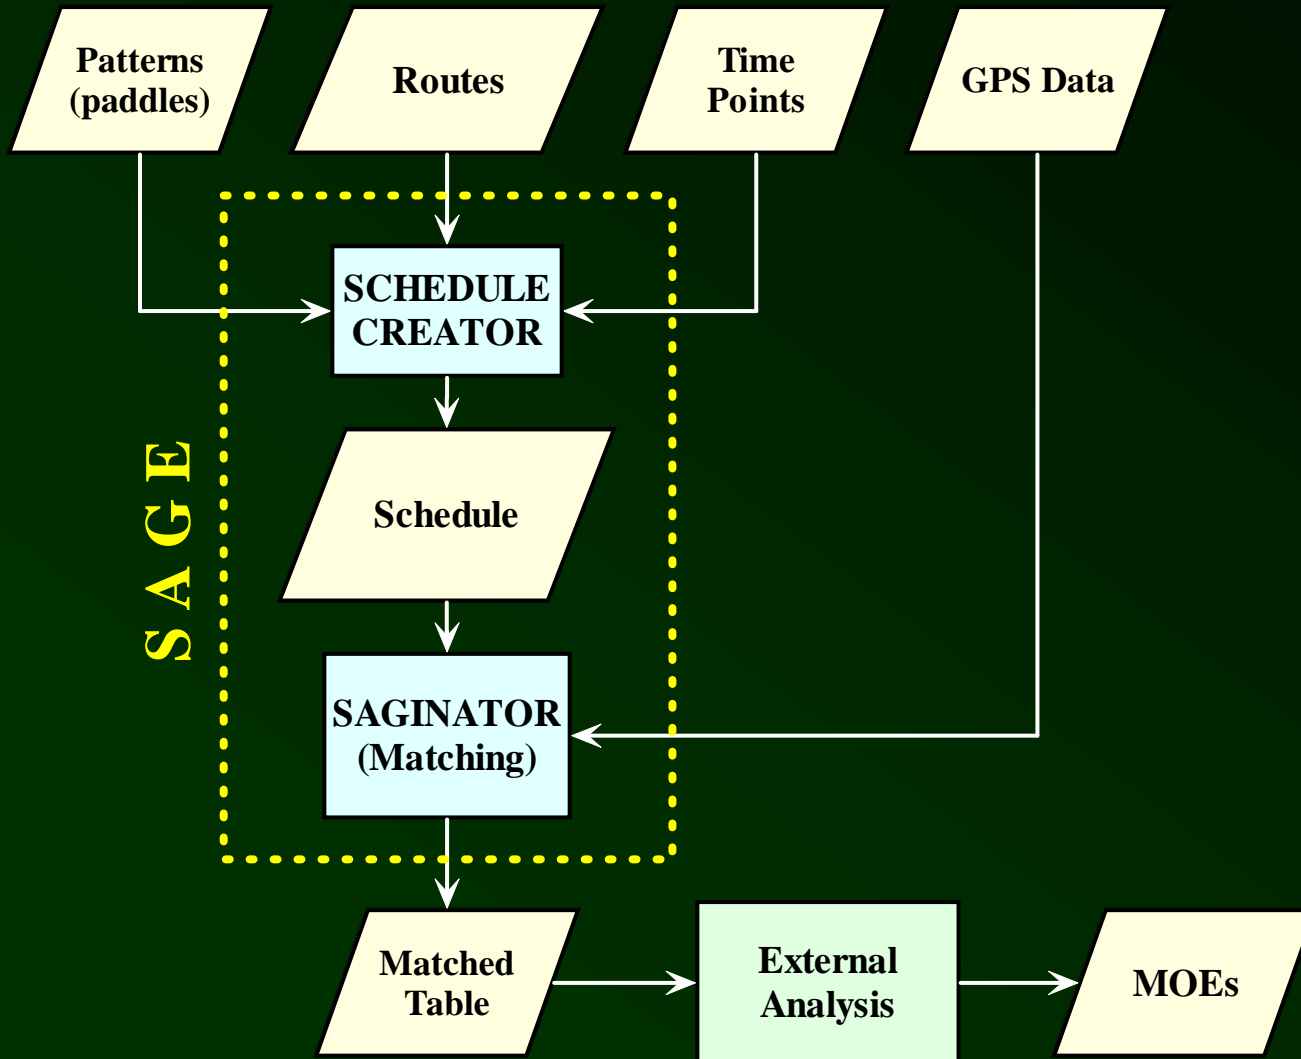 Patterns
(paddles)
Routes
Time
Points
GPS Data
SCHEDULE
CREATOR
Schedule
SAGE
SAGINATOR
(Matching)
Matched
Table
External
Analysis
MOEs